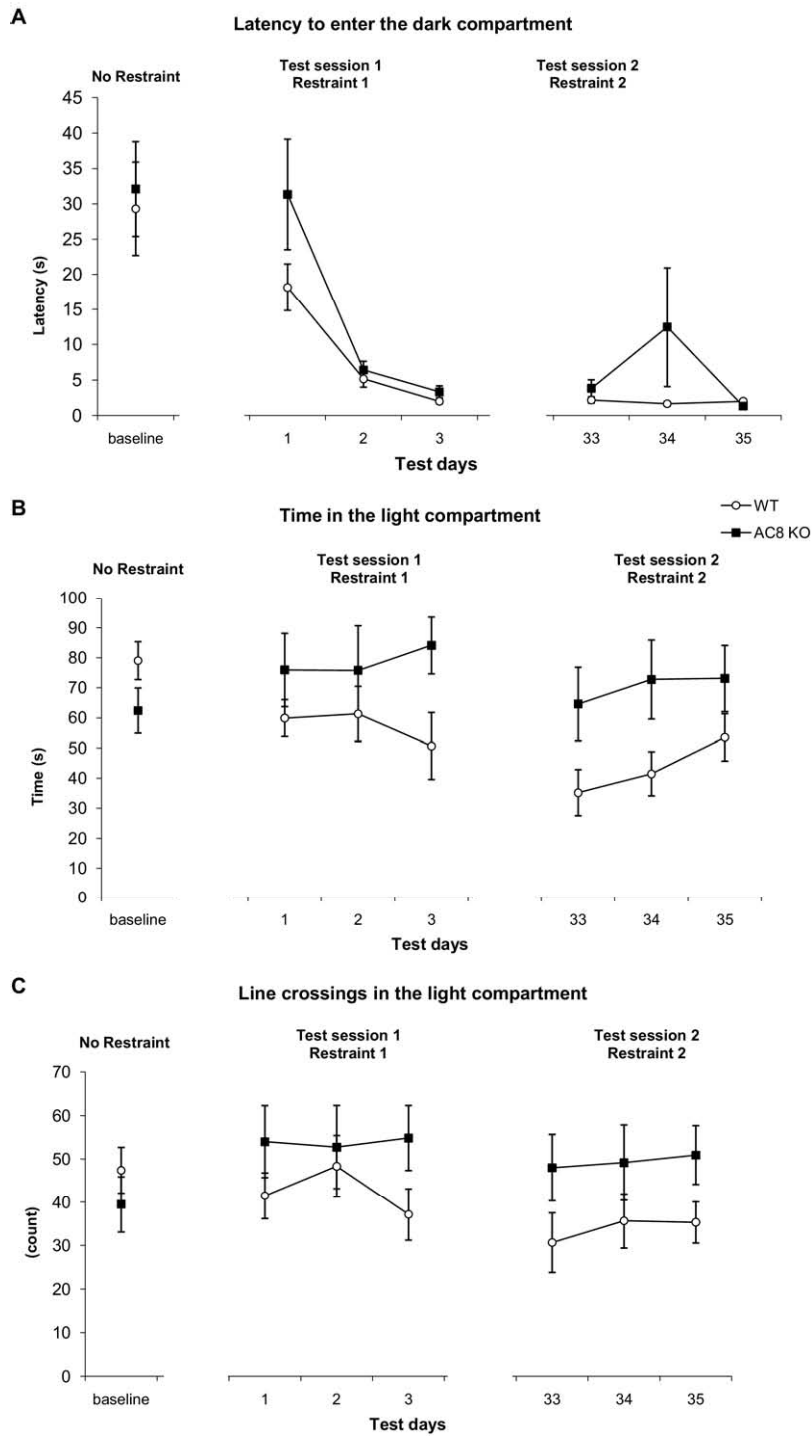 A
Latency to enter the dark compartment
No Restraint
Test session 1
Restraint 1
Test session 2
Restraint 2
45
40
35
30
25
20
15
10
5
0
Latency (s)
baseline
1 2 3
33 34 35
Test days
B
Time in the light compartment
WT
AC8 KO
No Restraint
Test session 1
Restraint 1
Test session 2
Restraint 2
100
90
80
70
60
50
40
30
20
10
0
Time (s)
baseline
1 2 3
33 34 35
Test days
C
Line crossings in the light compartment
No Restraint
Test session 1
Restraint 1
Test session 2
Restraint 2
70
60
50
40
30
20
10
0
(count)
baseline
1 2 3
33 34 35
Test days